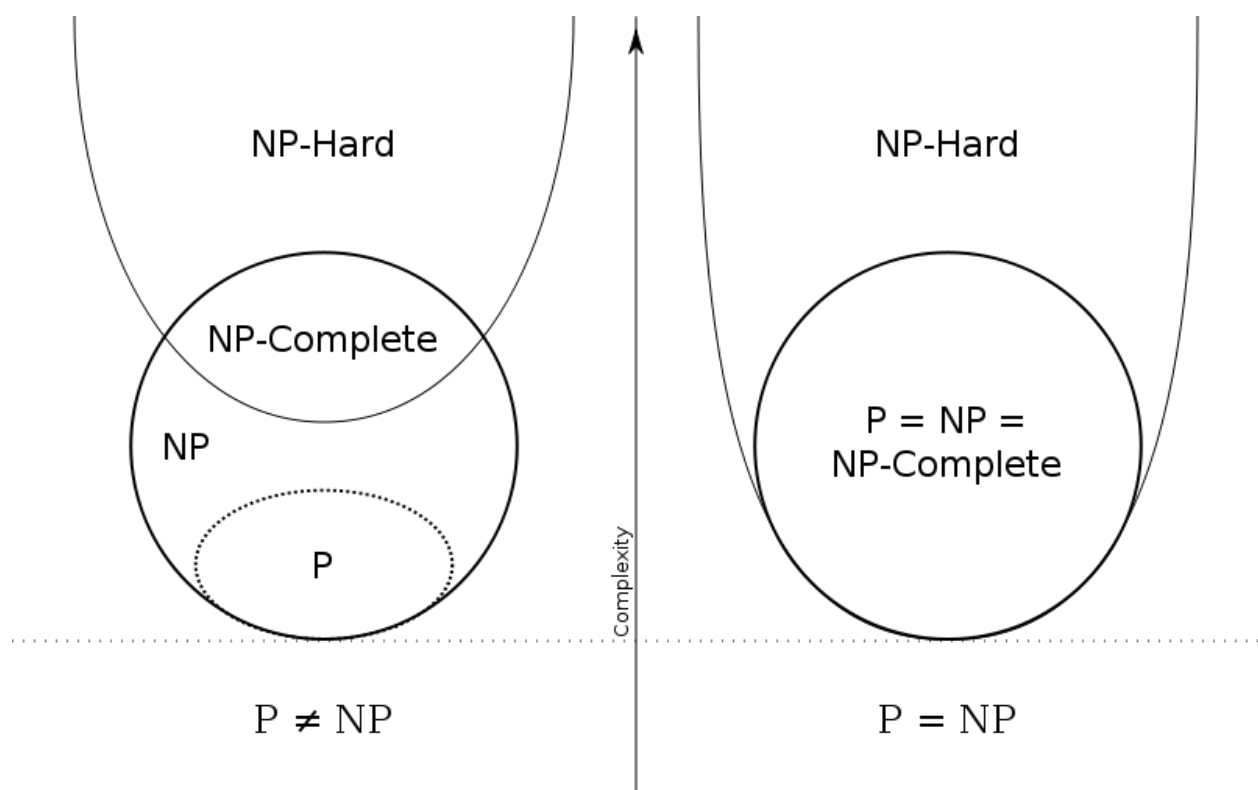 NP-Hard
NP-Complete
NP
P
P ≠ NP
Complexity
NP-Hard
P = NP =
NP-Complete
P = NP